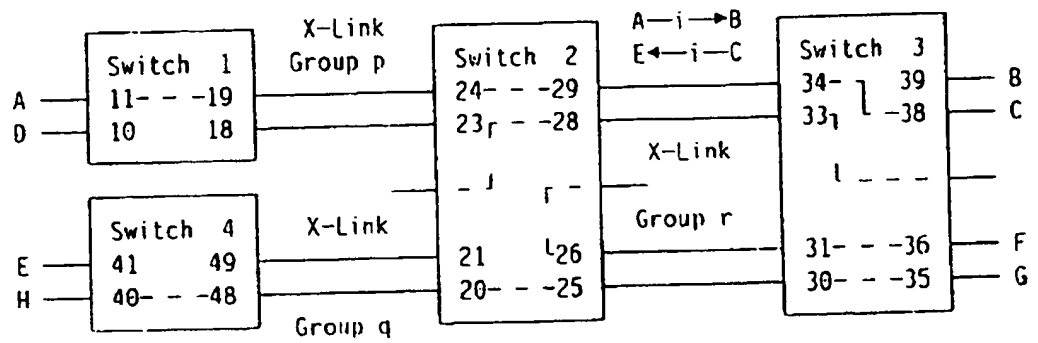 X-Link
Group p
A—i→B
E←—i—C
Switch 1
11- - -19
10 18
A
D
Switch 2
24- - -29
23 - -28
21 26
20- - -25
Switch 3
34- 39
33 -38
31- - -36
30- - -35
B
C
X-Link
Group r
F
G
Switch 4
41 49
40- - -48
E
H
X-Link
Group q